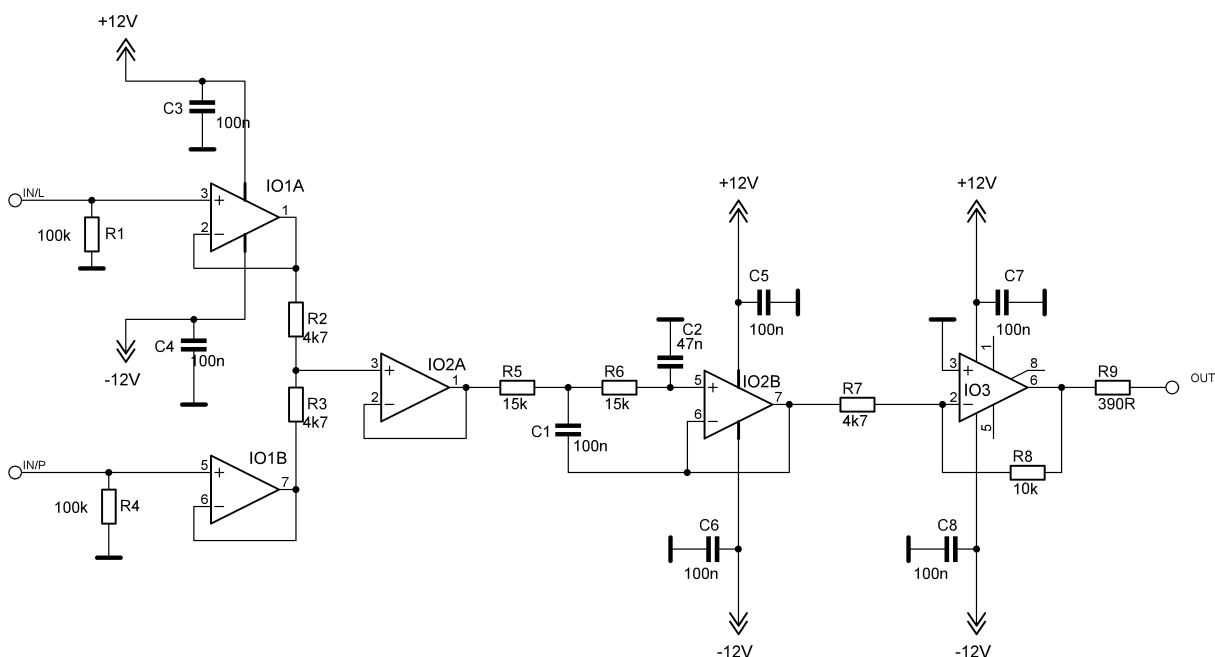 +12V
C3
100n
IO1A
IN/L
3
1
2
100k
R1
+12V
+12V
C5
100n
C7
100n
R2
4k7
C4
100n
-12V
C2
47n
IO2A
3
1
2
R5
15k
R6
15k
5
IO2B
7
6
R7
4k7
3
1
8
6
IO3
2
5
R9
390R
OUT
R3
4k7
C1
100n
R8
10k
IN/P
IO1B
5
7
6
100k
R4
C6
100n
C8
100n
-12V
-12V